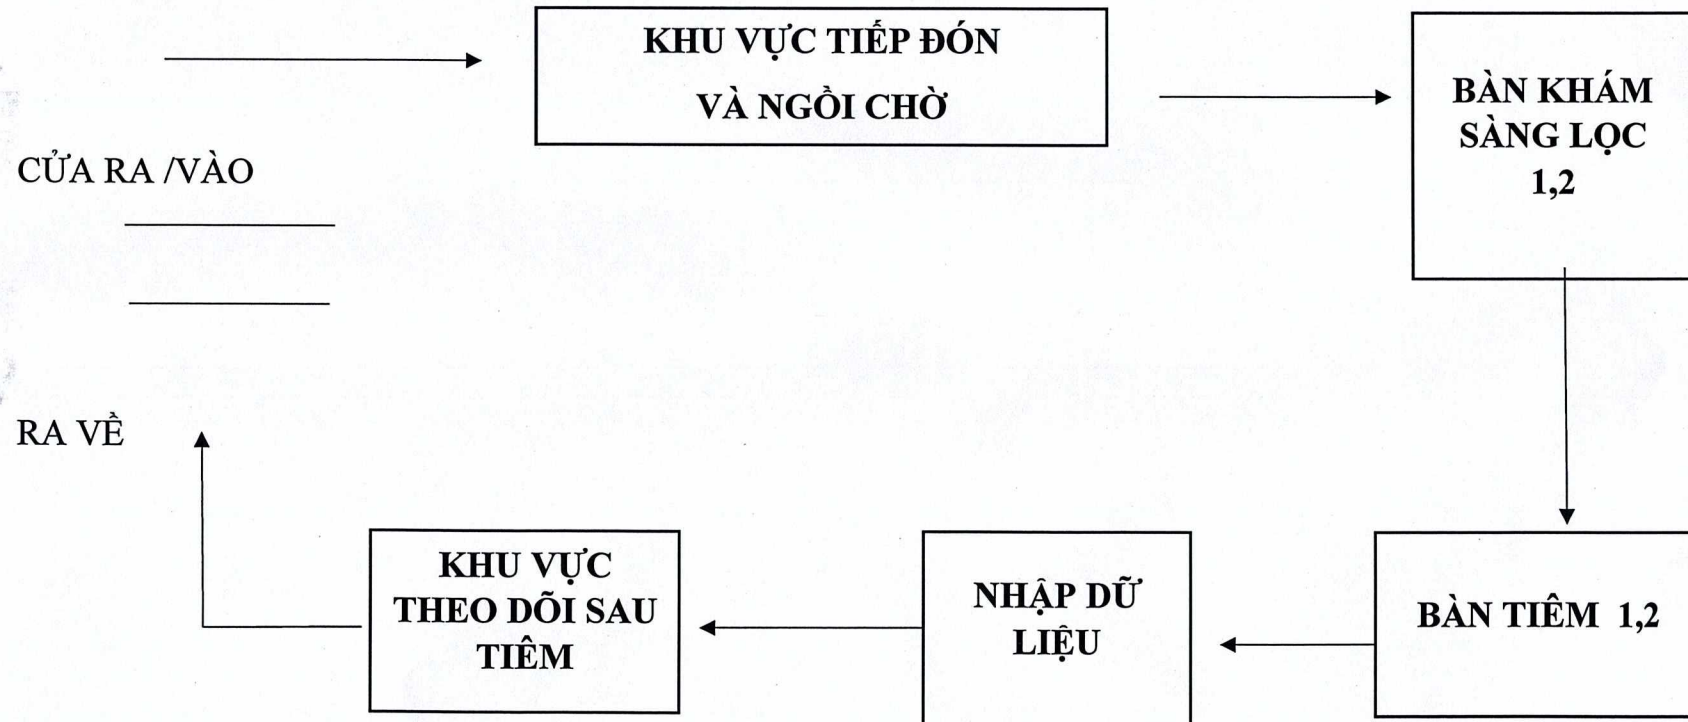 KHU VỰC TIẾP ĐÓN
VÀ NGỒI CHỜ
BÀN KHÁM
SÀNG LỌC
1,2
CỬA RA /VÀO
RA VỀ
KHU VỰC
THEO DÕI SAU
TIÊM
NHẬP DỮ
LIỆU
BÀN TIÊM 1,2